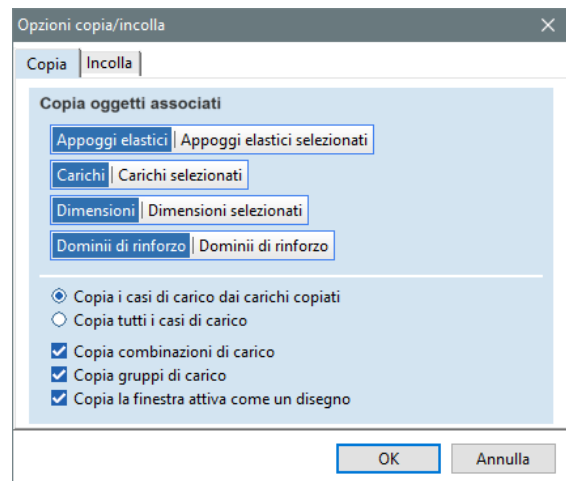 Opzioni copia/incolla
Copia Incolla
Copia oggetti associati
Appoggi elastici | Appoggi elastici selezionati
Carichi | Carichi selezionati
Dimensioni | Dimensioni selezionati
Dominii di rinforzo | Dominii di rinforzo
Copia i casi di carico dai carichi copiati
Copia tutti i casi di carico
Copia combinazioni di carico
Copia gruppi di carico
Copia la finestra attiva come un disegno
OK Annulla